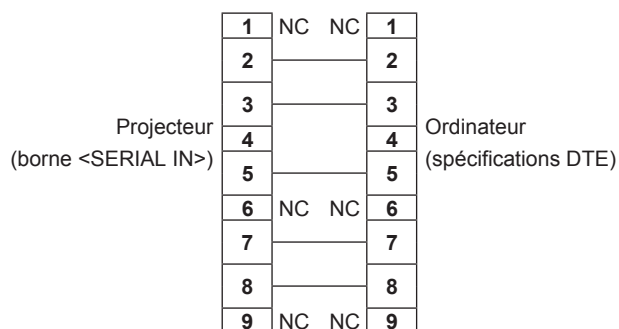 1 NC NC 1
2 2
3 3
Projecteur
(borne <SERIAL IN>)
4 4
Ordinateur
(spécifications DTE)
5 5
6 NC NC 6
7 7
8 8
9 NC NC 9